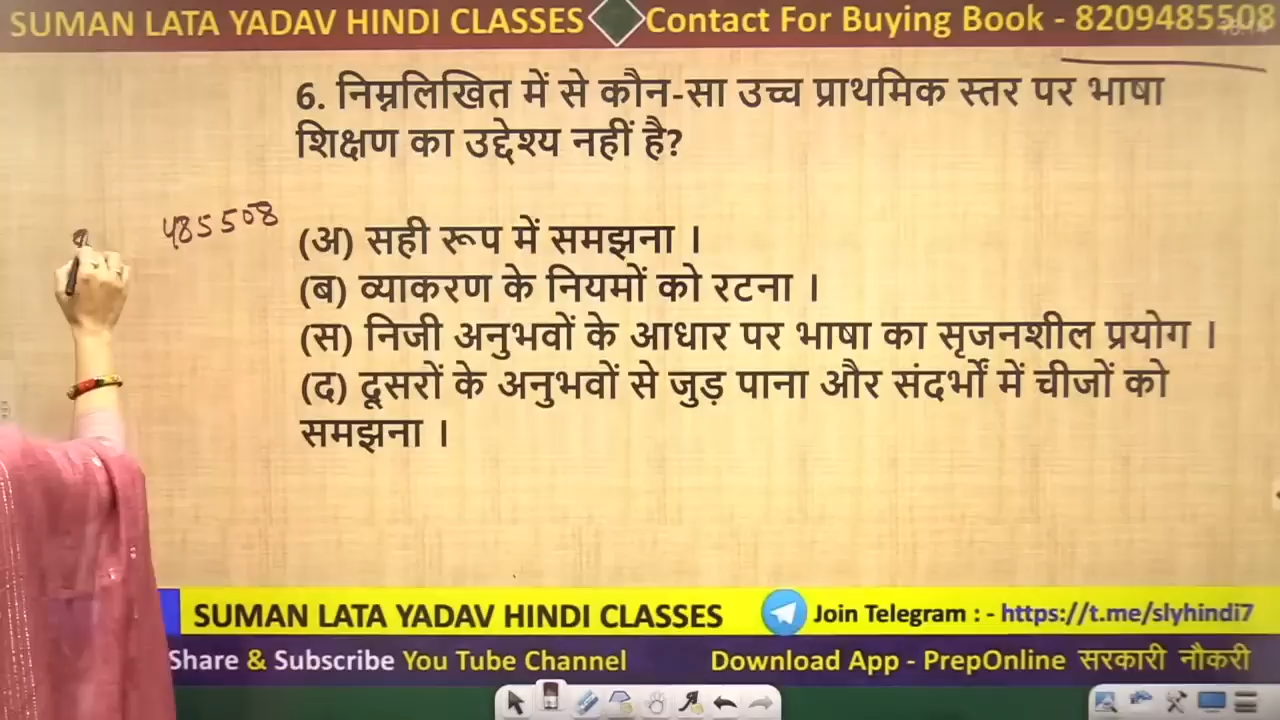 SUMAN LATA YADAV HINDI CLASSES Contact For Buying Book - 8209485508
6. निम्नलिखित में से कौन-सा उच्च प्राथमिक स्तर पर भाषा
शिक्षण का उद्देश्य नहीं है?
485508
(अ) सही रूप में समझना ।
(ब) व्याकरण के नियमों को रटना ।
(स) निजी अनुभवों के आधार पर भाषा का सृजनशील प्रयोग ।
(द) दूसरों के अनुभवों से जुड़ पाना और संदर्भों में चीजों को
समझना ।
SUMAN LATA YADAV HINDI CLASSES Join Telegram : - https://t.me/slyhindi7
Share & Subscribe You Tube Channel Download App - PrepOnline सरकारी नौकरी